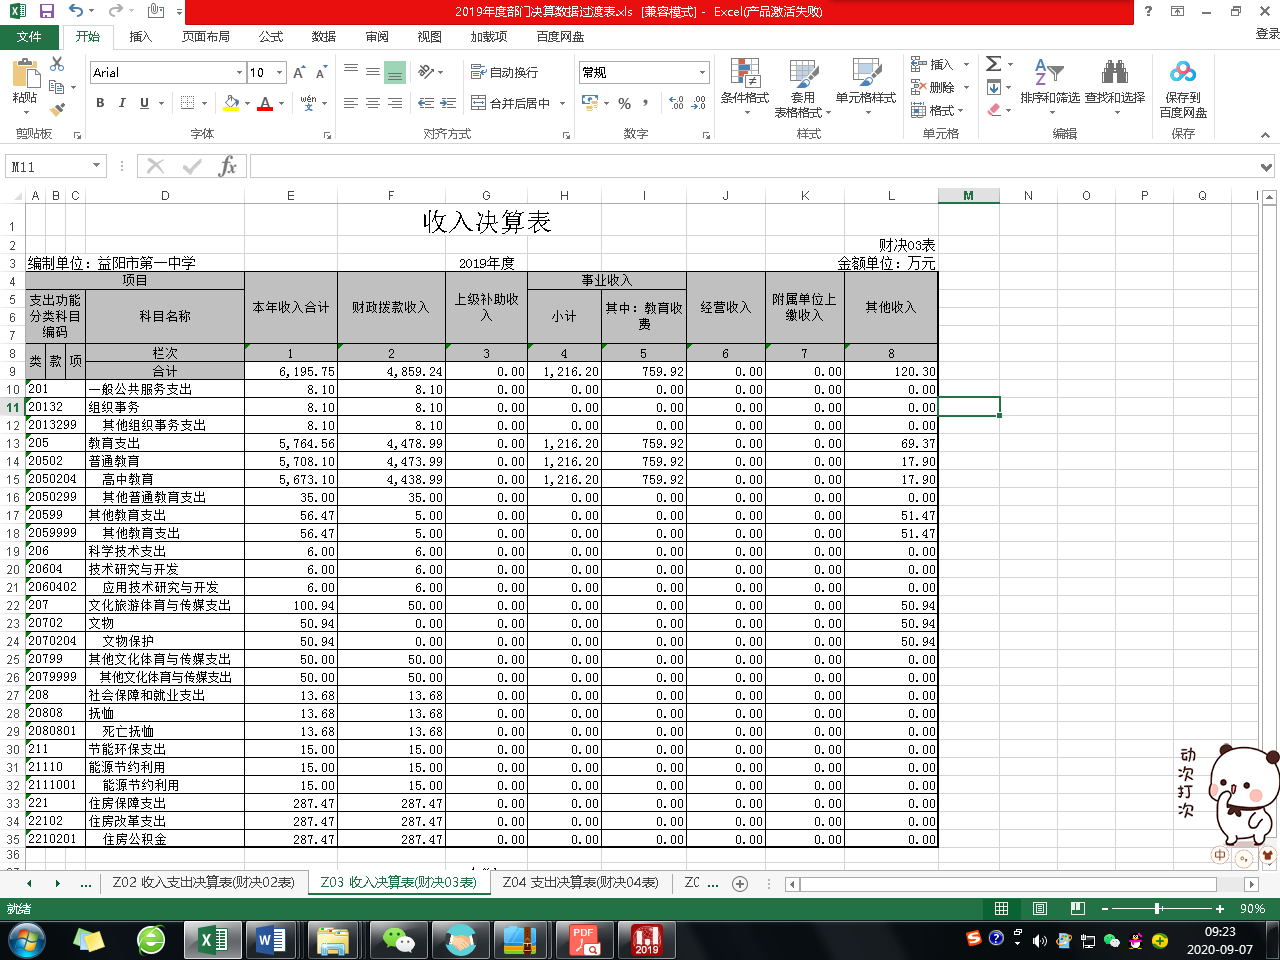 2019年度部门决算数据过渡表.xls [兼容模式] - Excel(产品激活失败)
文件 开始 插入 页面布局 公式 数据 审阅 视图 加载项 百度网盘 登录
Arial 10 自动换行 常规 插入
粘贴 B I U A wén 合并后居中 % , 条件格式 套用 表格格式 单元格样式 删除 格式 排序和筛选 查找和选择 保存到 百度网盘
剪贴板 字体 对齐方式 数字 样式 单元格 编辑 保存
M11 fx
A B C D E F G H I J K L M N O P Q R
1 收入决算表
2 财决03表
3 编制单位：益阳市第一中学 2019年度 金额单位：万元
4 项目 事业收入
5 支出功能分类科目编码 科目名称 本年收入合计 财政拨款收入 上级补助收入 小计 其中：教育收费 经营收入 附属单位上缴收入 其他收入
6
7
8 类 款 项 栏次 1 2 3 4 5 6 7 8
9 合计 6,195.75 4,859.24 0.00 1,216.20 759.92 0.00 0.00 120.30
10 201 一般公共服务支出 8.10 8.10 0.00 0.00 0.00 0.00 0.00 0.00
11 20132 组织事务 8.10 8.10 0.00 0.00 0.00 0.00 0.00 0.00
12 2013299 其他组织事务支出 8.10 8.10 0.00 0.00 0.00 0.00 0.00 0.00
13 205 教育支出 5,764.56 4,478.99 0.00 1,216.20 759.92 0.00 0.00 69.37
14 20502 普通教育 5,708.10 4,473.99 0.00 1,216.20 759.92 0.00 0.00 17.90
15 2050204 高中教育 5,673.10 4,438.99 0.00 1,216.20 759.92 0.00 0.00 17.90
16 2050299 其他普通教育支出 35.00 35.00 0.00 0.00 0.00 0.00 0.00 0.00
17 20599 其他教育支出 56.47 5.00 0.00 0.00 0.00 0.00 0.00 51.47
18 2059999 其他教育支出 56.47 5.00 0.00 0.00 0.00 0.00 0.00 51.47
19 206 科学技术支出 6.00 6.00 0.00 0.00 0.00 0.00 0.00 0.00
20 20604 技术研究与开发 6.00 6.00 0.00 0.00 0.00 0.00 0.00 0.00
21 2060402 应用技术研究与开发 6.00 6.00 0.00 0.00 0.00 0.00 0.00 0.00
22 207 文化旅游体育与传媒支出 100.94 50.00 0.00 0.00 0.00 0.00 0.00 50.94
23 20702 文物 50.94 0.00 0.00 0.00 0.00 0.00 0.00 50.94
24 2070204 文物保护 50.94 0.00 0.00 0.00 0.00 0.00 0.00 50.94
25 20799 其他文化体育与传媒支出 50.00 50.00 0.00 0.00 0.00 0.00 0.00 0.00
26 2079999 其他文化体育与传媒支出 50.00 50.00 0.00 0.00 0.00 0.00 0.00 0.00
27 208 社会保障和就业支出 13.68 13.68 0.00 0.00 0.00 0.00 0.00 0.00
28 20808 抚恤 13.68 13.68 0.00 0.00 0.00 0.00 0.00 0.00
29 2080801 死亡抚恤 13.68 13.68 0.00 0.00 0.00 0.00 0.00 0.00
30 211 节能环保支出 15.00 15.00 0.00 0.00 0.00 0.00 0.00 0.00
31 21110 能源节约利用 15.00 15.00 0.00 0.00 0.00 0.00 0.00 0.00
32 2111001 能源节约利用 15.00 15.00 0.00 0.00 0.00 0.00 0.00 0.00
33 221 住房保障支出 287.47 287.47 0.00 0.00 0.00 0.00 0.00 0.00
34 22102 住房改革支出 287.47 287.47 0.00 0.00 0.00 0.00 0.00 0.00
35 2210201 住房公积金 287.47 287.47 0.00 0.00 0.00 0.00 0.00 0.00
36
动次打次
中
... Z02 收入支出决算表(财决02表) Z03 收入决算表(财决03表) Z04 支出决算表(财决04表) Z0 ...
就绪 90%
PDF 2019 09:23
2020-09-07